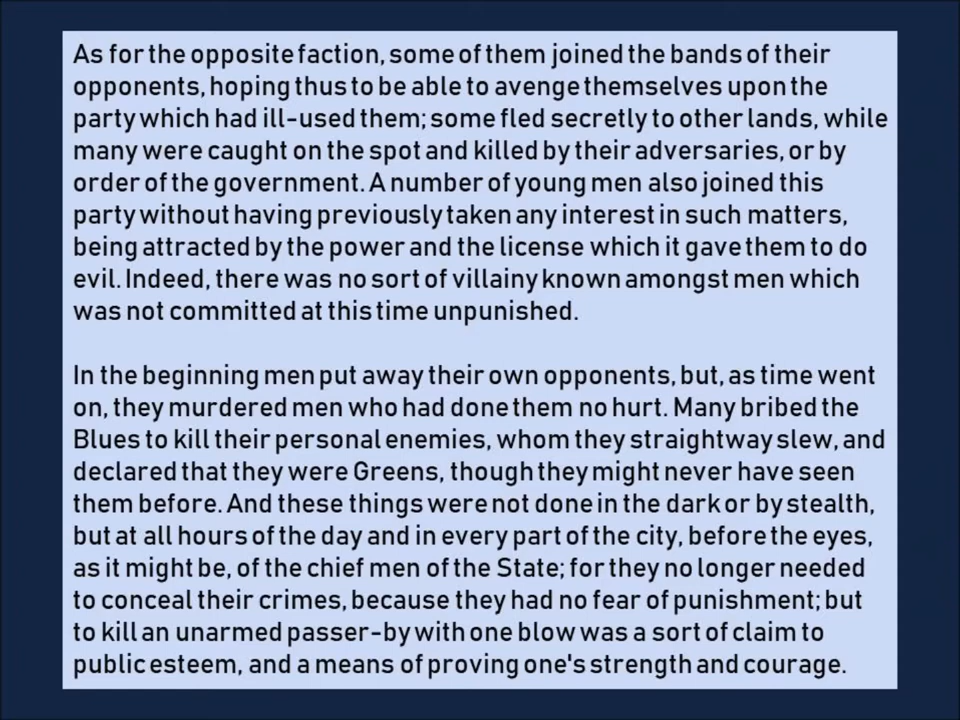 As for the opposite faction, some of them joined the bands of their
opponents, hoping thus to be able to avenge themselves upon the
party which had ill-used them; some fled secretly to other lands, while
many were caught on the spot and killed by their adversaries, or by
order of the government. A number of young men also joined this
party without having previously taken any interest in such matters,
being attracted by the power and the license which it gave them to do
evil. Indeed, there was no sort of villainy known amongst men which
was not committed at this time unpunished.
In the beginning men put away their own opponents, but, as time went
on, they murdered men who had done them no hurt. Many bribed the
Blues to kill their personal enemies, whom they straightway slew, and
declared that they were Greens, though they might never have seen
them before. And these things were not done in the dark or by stealth,
but at all hours of the day and in every part of the city, before the eyes,
as it might be, of the chief men of the State; for they no longer needed
to conceal their crimes, because they had no fear of punishment; but
to kill an unarmed passer-by with one blow was a sort of claim to
public esteem, and a means of proving one's strength and courage.